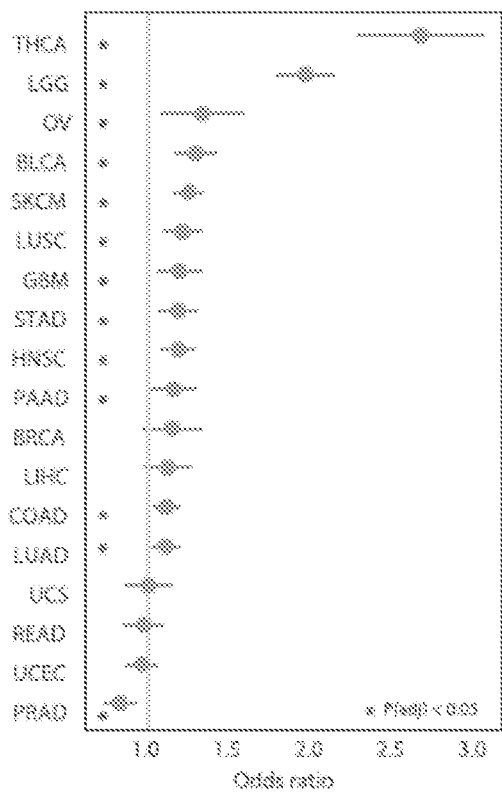 THCA *
LGG *
OV *
BLCA *
SKCM *
LUSC *
GBM *
STAD *
HNSC *
PAAD *
BRCA
LIHC
COAD *
LUAD *
UCS
READ
UCEC
PRAD *
* P(adj) < 0.05
1.0 1.5 2.0 2.5 3.0
Odds ratio